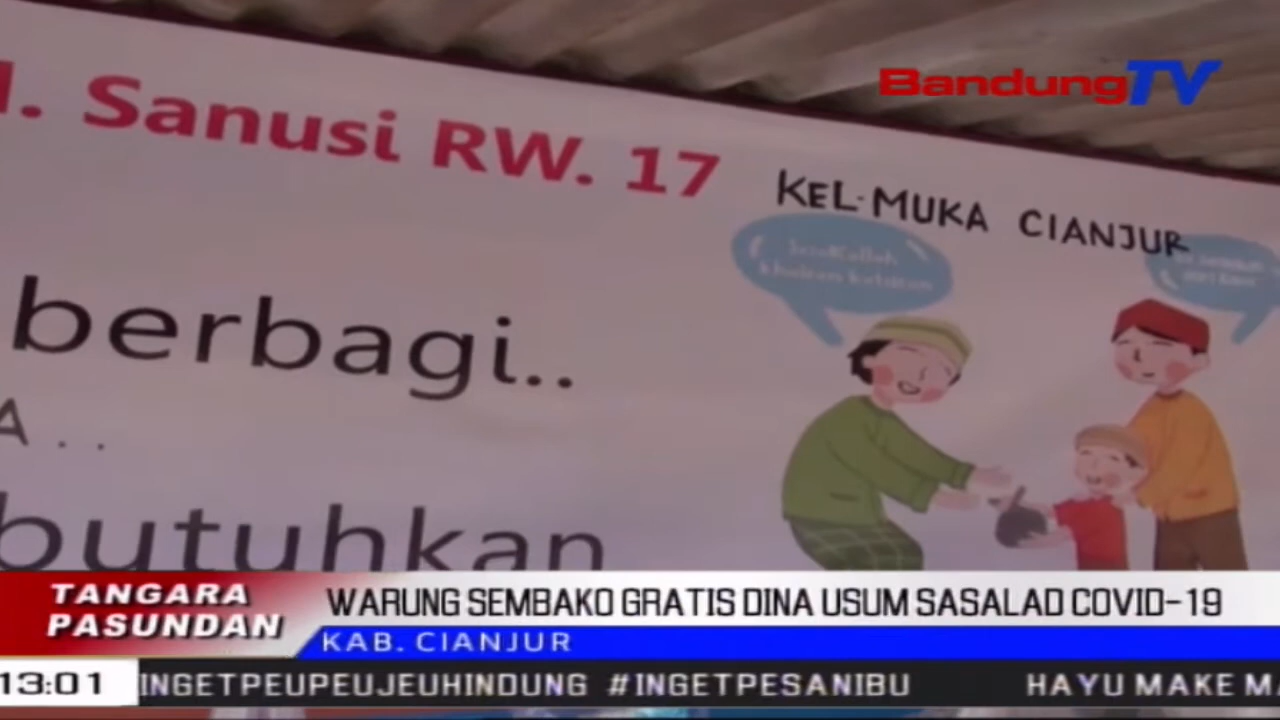 BandungTV
. Sanusi RW. 17
KEL. MUKA CIANJUR
berbagi..
A . .
butuhkan
TANGARA
PASUNDAN
WARUNG SEMBAKO GRATIS DINA USUM SASALAD COVID-19
KAB. CIANJUR
13:01
INGETPEUPEUJEUHINDUNG #INGETPESANIBU
HAYU MAKE MA